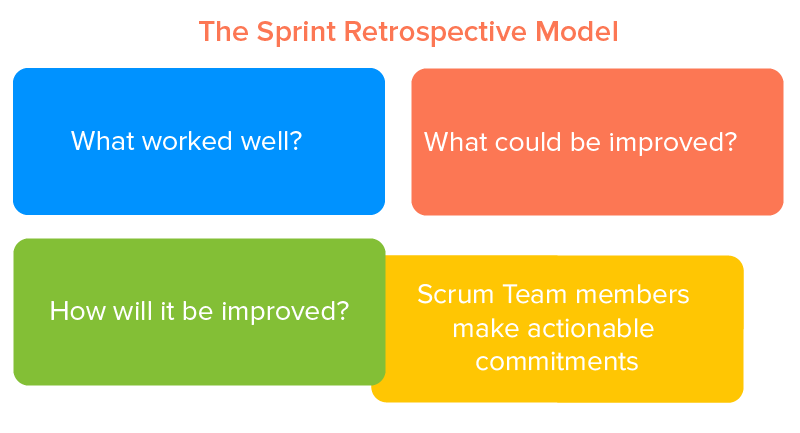 The Sprint Retrospective Model
What worked well?
What could be improved?
How will it be improved?
Scrum Team members
make actionable
commitments